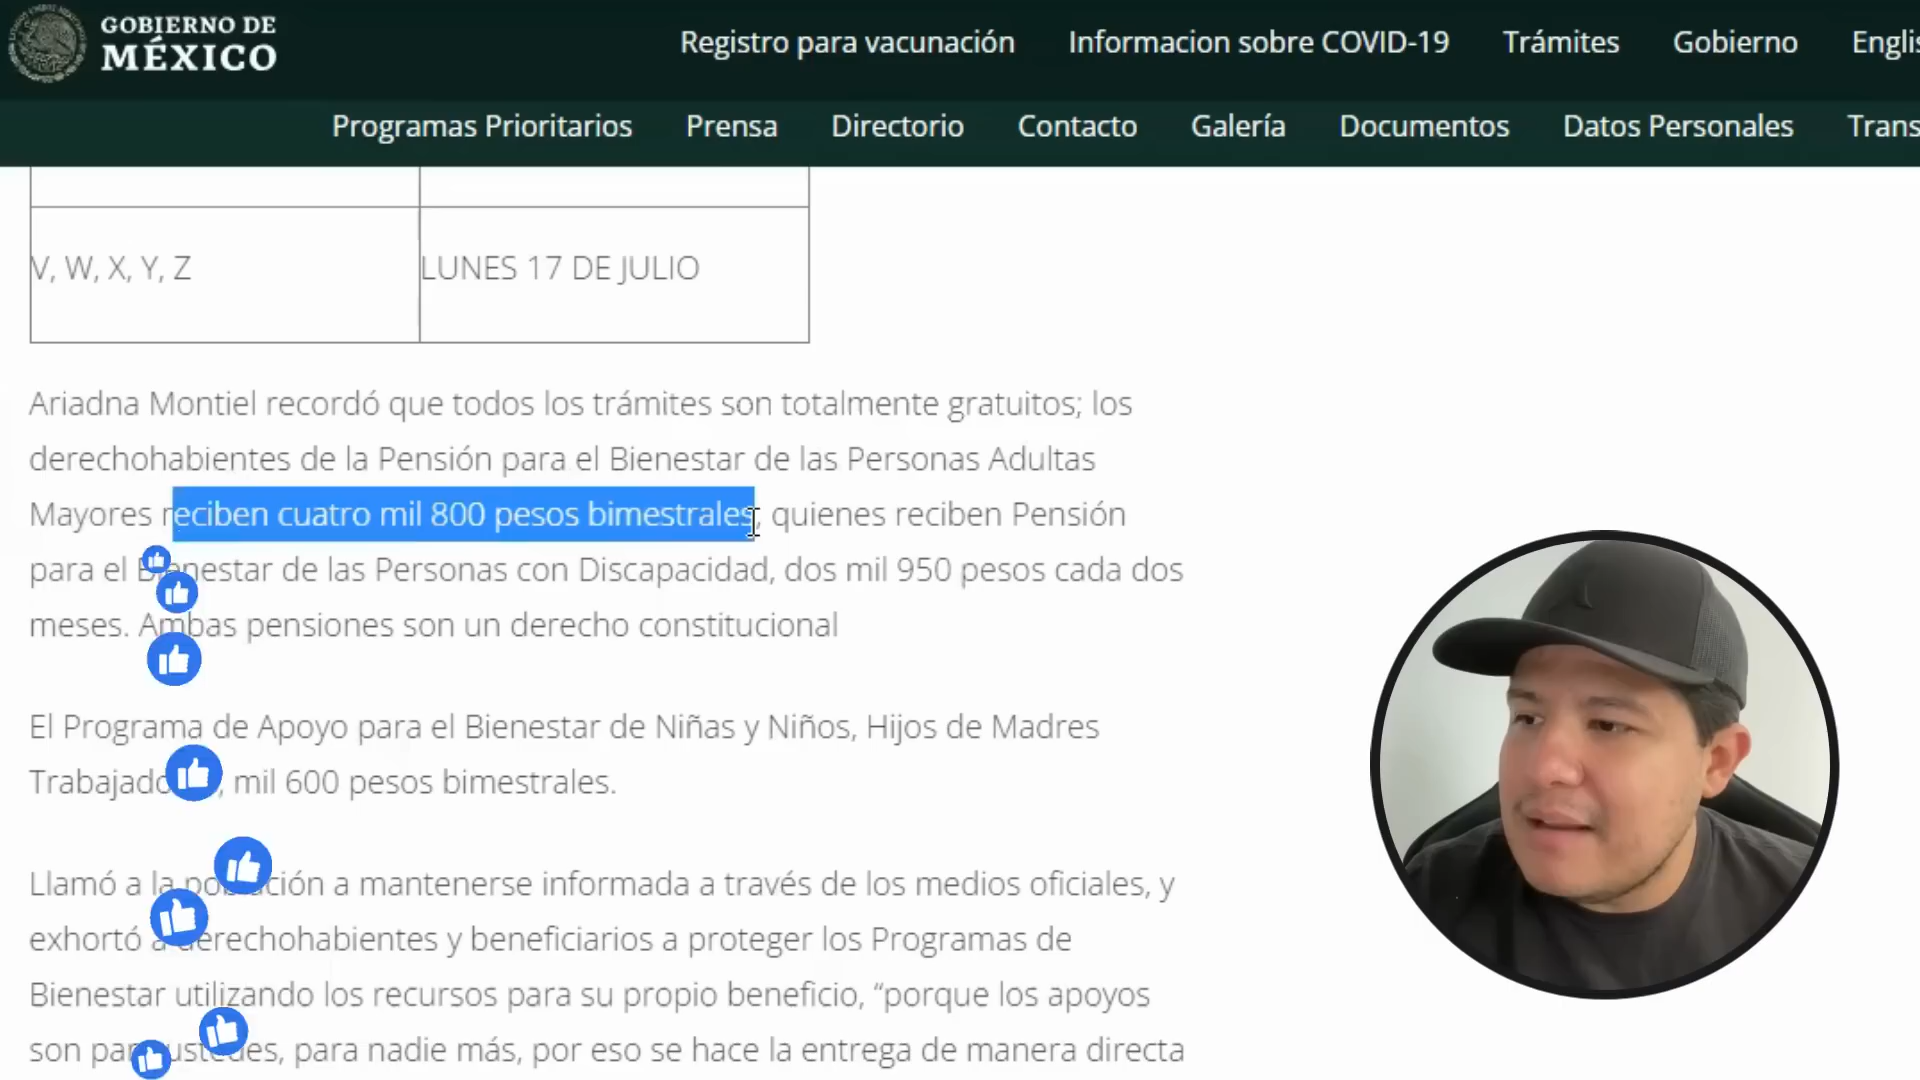 GOBIERNO DE
MÉXICO
Registro para vacunación Informacion sobre COVID-19 Trámites Gobierno
Programas Prioritarios Prensa Directorio Contacto Galería Documentos Datos Personales
V, W, X, Y, Z LUNES 17 DE JULIO
Ariadna Montiel recordó que todos los trámites son totalmente gratuitos; los
derechohabientes de la Pensión para el Bienestar de las Personas Adultas
Mayores reciben cuatro mil 800 pesos bimestrales; quienes reciben Pensión
para el Bienestar de las Personas con Discapacidad, dos mil 950 pesos cada dos
meses. Ambas pensiones son un derecho constitucional
El Programa de Apoyo para el Bienestar de Niñas y Niños, Hijos de Madres
mil 600 pesos bimestrales.
Llamó a la población a mantenerse informada a través de los medios oficiales, y
exhortó a derechohabientes y beneficiarios a proteger los Programas de
Bienestar utilizando los recursos para su propio beneficio, “porque los apoyos
son para ustedes, para nadie más, por eso se hace la entrega de manera directa